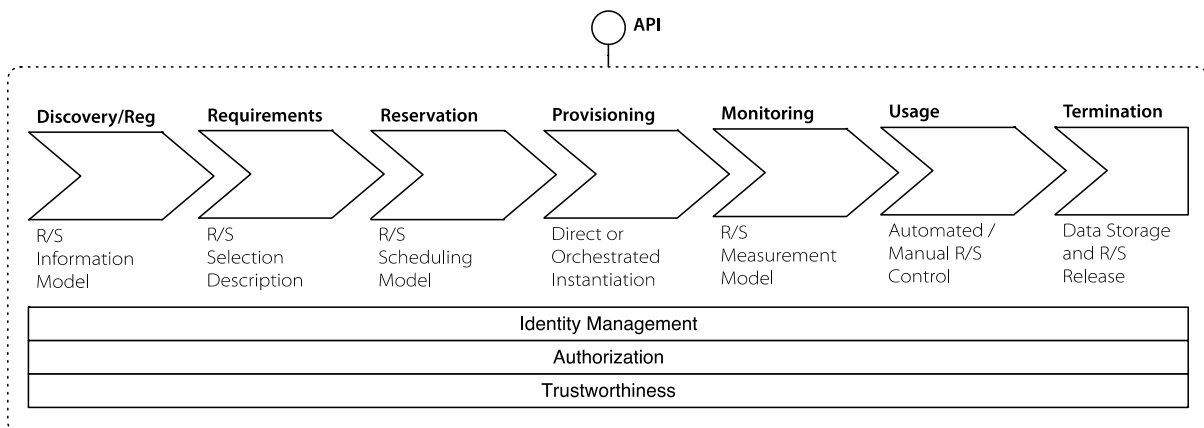 API
Discovery/Reg
Requirements
Reservation
Provisioning
Monitoring
Usage
Termination
R/S
Information
Model
R/S
Selection
Description
R/S
Scheduling
Model
Direct or
Orchestrated
Instantiation
R/S
Measurement
Model
Automated /
Manual R/S
Control
Data Storage
and R/S
Release
Identity Management
Authorization
Trustworthiness